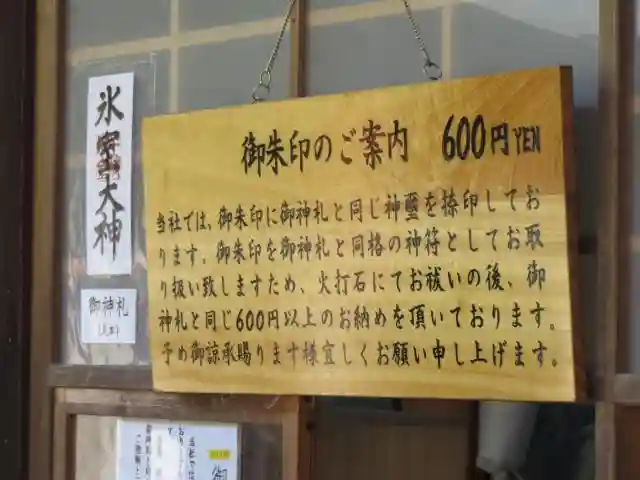 御朱印のご案内 600円YEN
当社では、御朱印に御神札と同じ神璽を捺印してお
ります。御朱印を御神札と同格の神符としてお取
り扱い致しますため、火打石にてお祓いの後、御
神札と同じ600円以上のお納めを頂いております。
予め御諒承賜ります様宜しくお願い申し上げます。
氷室大神
御神札